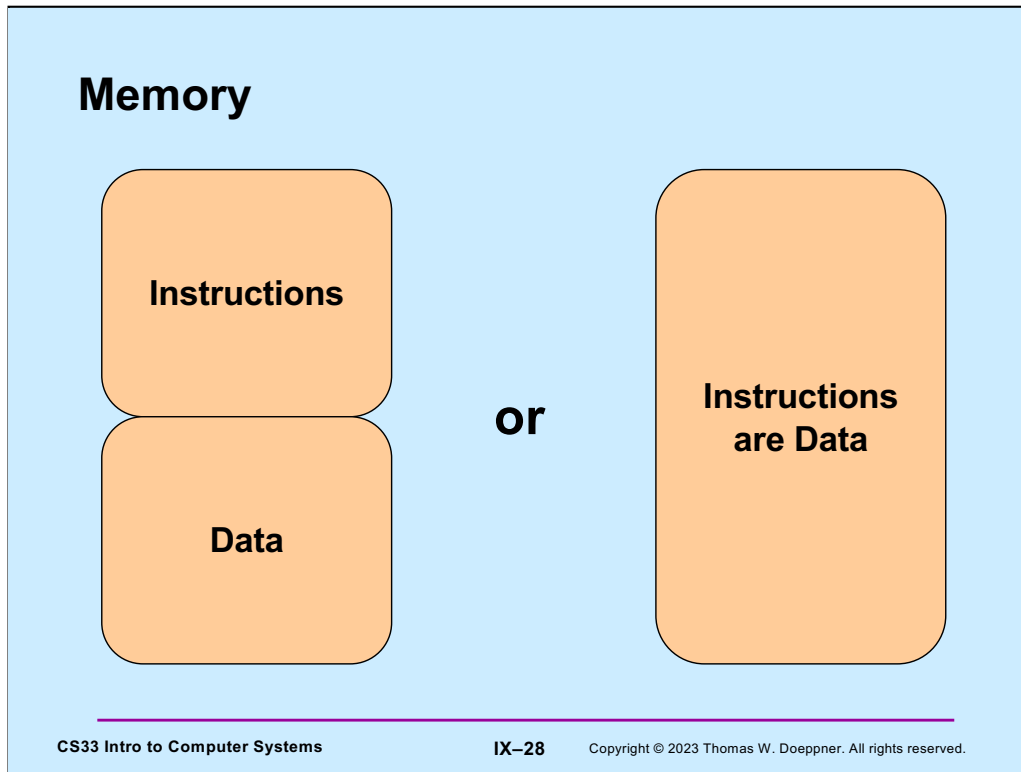 Memory
Instructions
Data
or
Instructions
are Data
CS33 Intro to Computer Systems
IX–28
Copyright © 2023 Thomas W. Doeppner. All rights reserved.